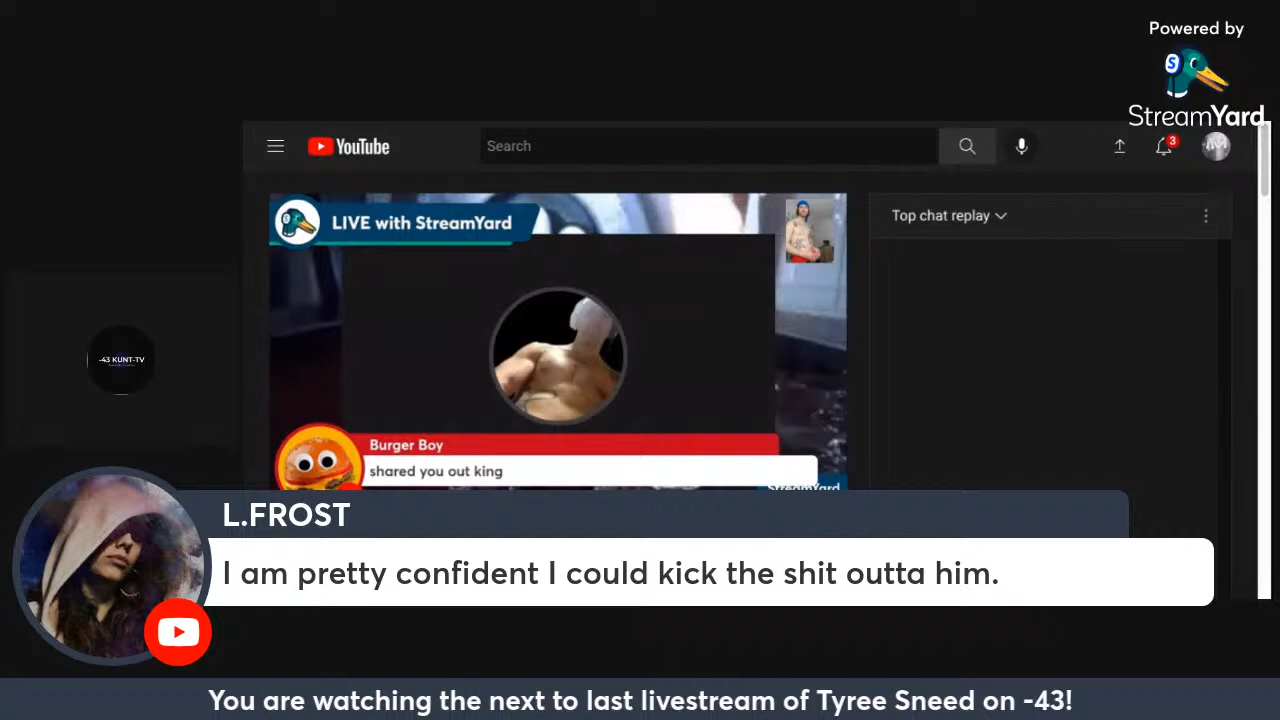 Powered by
StreamYard
YouTube
Search
3
LIVE with StreamYard
Top chat replay
-43 KUNT-TV
Burger Boy
shared you out king
StreamYard
L.FROST
I am pretty confident I could kick the shit outta him.
You are watching the next to last livestream of Tyree Sneed on -43!